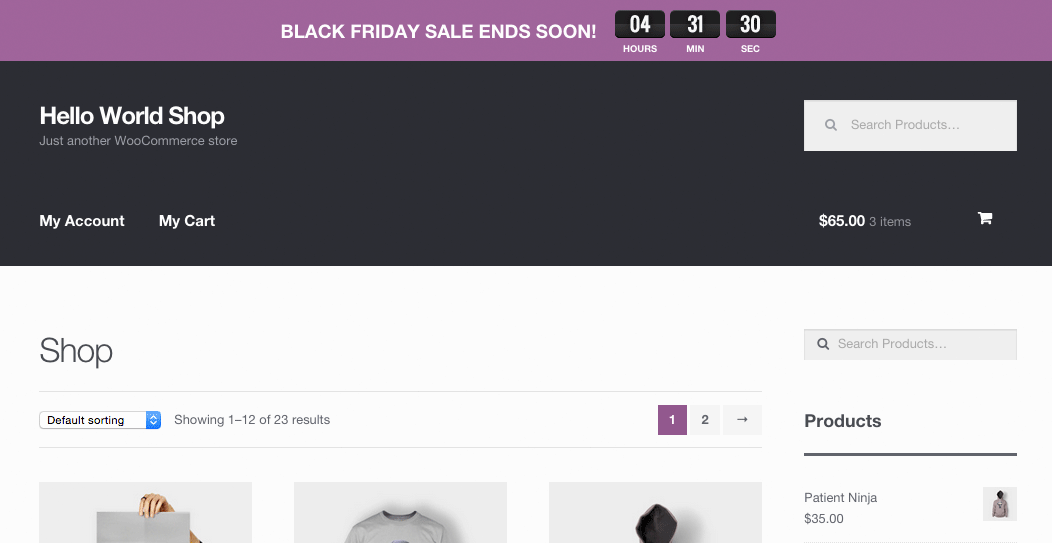 BLACK FRIDAY SALE ENDS SOON! 04 31 30
HOURS MIN SEC
Hello World Shop
Just another WooCommerce store
Search Products…
My Account My Cart
$65.00 3 items
Shop
Search Products…
Default sorting Showing 1–12 of 23 results 1 2 →
Products
Patient Ninja
$35.00